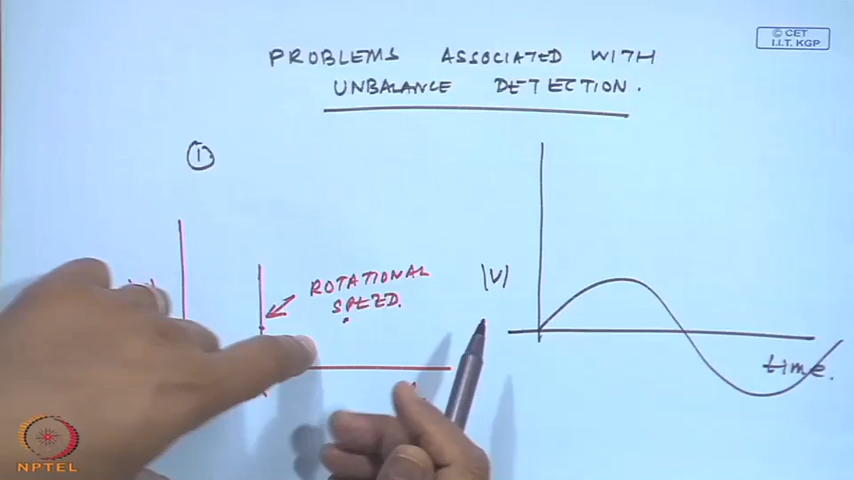 © CET
I.I.T. KGP
PROBLEMS ASSOCIATED WITH
UNBALANCE DETECTION.
①
ROTATIONAL
SPEED.
|V|
time.
NPTEL